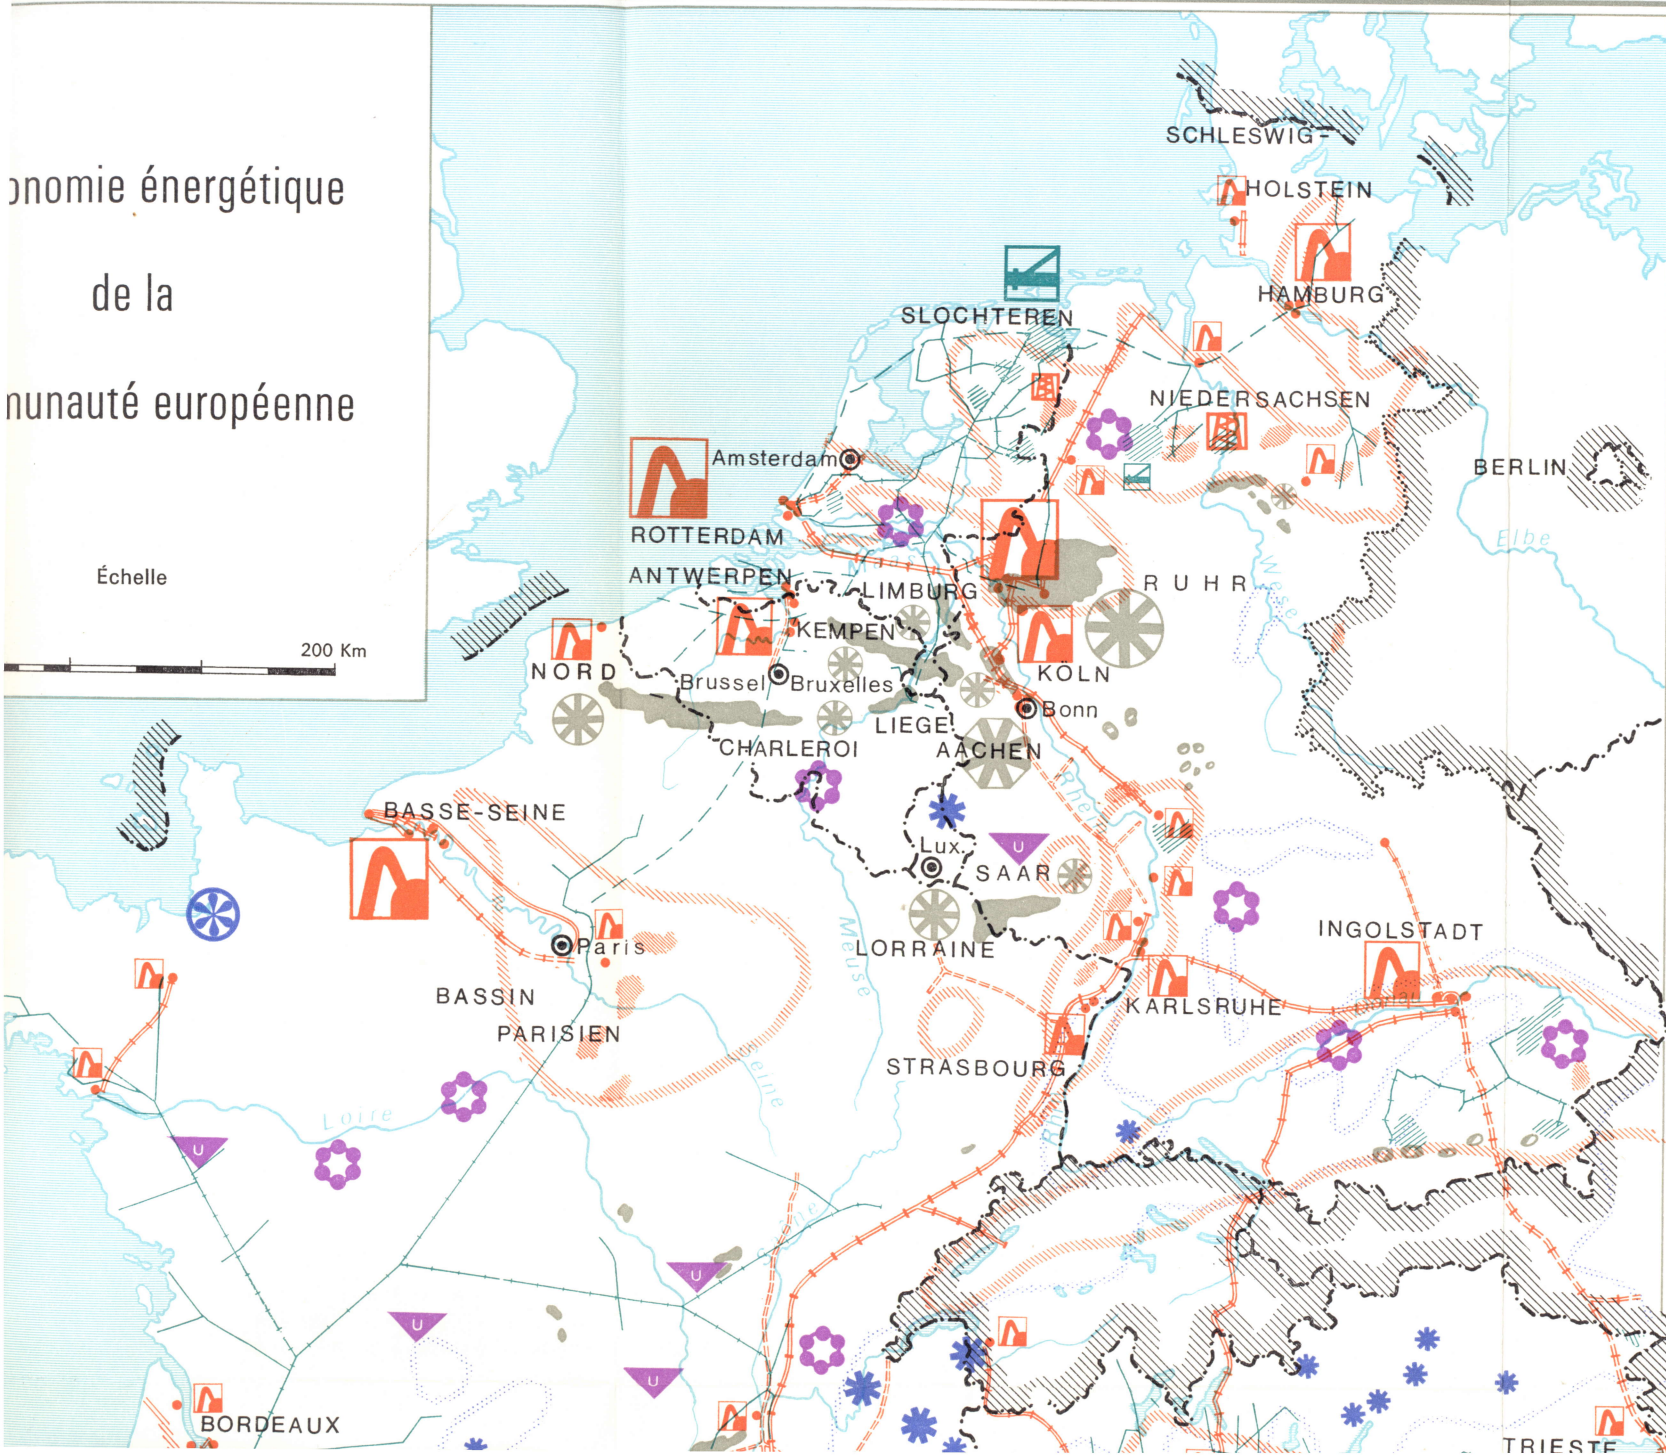 onomie énergétique
de la
munauté européenne
Échelle
200 Km
SCHLESWIG-
HOLSTEIN
HAMBURG
SLOCHTEREN
NIEDERSACHSEN
Amsterdam
BERLIN
ROTTERDAM
Elbe
ANTWERPEN
LIMBURG
RUHR
Weser
KEMPEN
NORD
Brussel Bruxelles
KÖLN
Bonn
LIEGE
CHARLEROI
AACHEN
Rhein
BASSE-SEINE
Lux.
U
SAAR
Meuse
INGOLSTADT
Paris
LORRAINE
BASSIN
PARISIEN
KARLSRUHE
STRASBOURG
Seine
Loire
U
U
U
U
BORDEAUX
TRIESTE